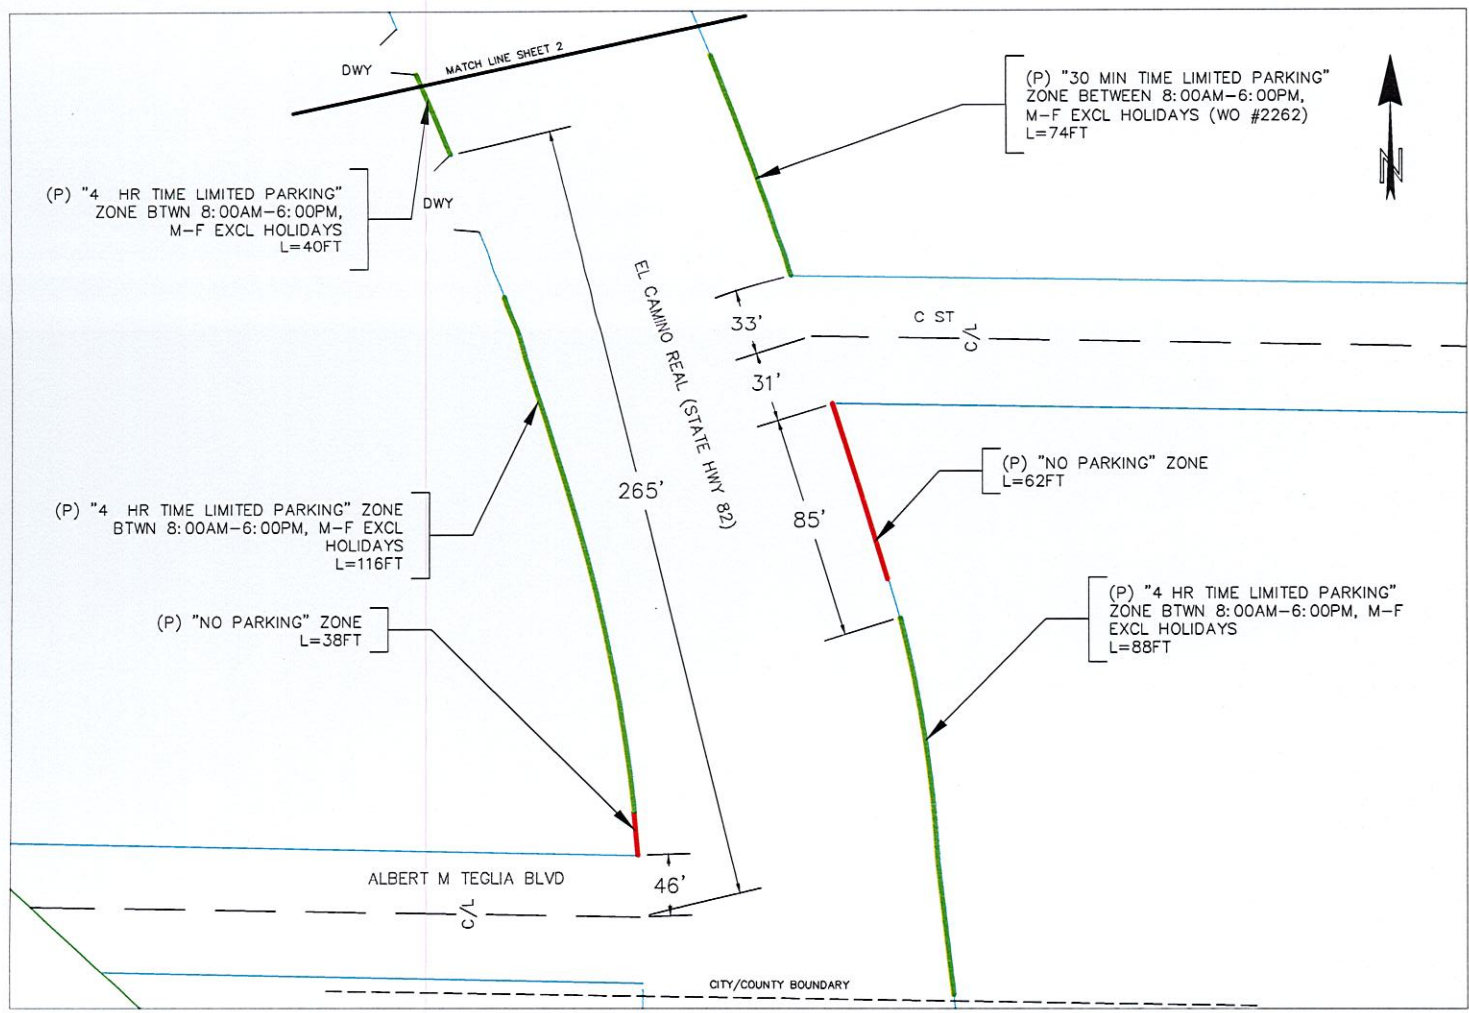 MATCH LINE SHEET 2
DWY
(P) "30 MIN TIME LIMITED PARKING"
ZONE BETWEEN 8:00AM-6:00PM,
M-F EXCL HOLIDAYS (WO #2262)
L=74FT
N
(P) "4 HR TIME LIMITED PARKING"
ZONE BTWN 8:00AM-6:00PM,
M-F EXCL HOLIDAYS
L=40FT
DWY
EL CAMINO REAL (STATE HWY 82)
33'
C ST
C/L
31'
(P) "NO PARKING" ZONE
L=62FT
265'
85'
(P) "4 HR TIME LIMITED PARKING" ZONE
BTWN 8:00AM-6:00PM, M-F EXCL
HOLIDAYS
L=116FT
(P) "4 HR TIME LIMITED PARKING"
ZONE BTWN 8:00AM-6:00PM, M-F
EXCL HOLIDAYS
L=88FT
(P) "NO PARKING" ZONE
L=38FT
ALBERT M TEGLIA BLVD
46'
C/L
CITY/COUNTY BOUNDARY